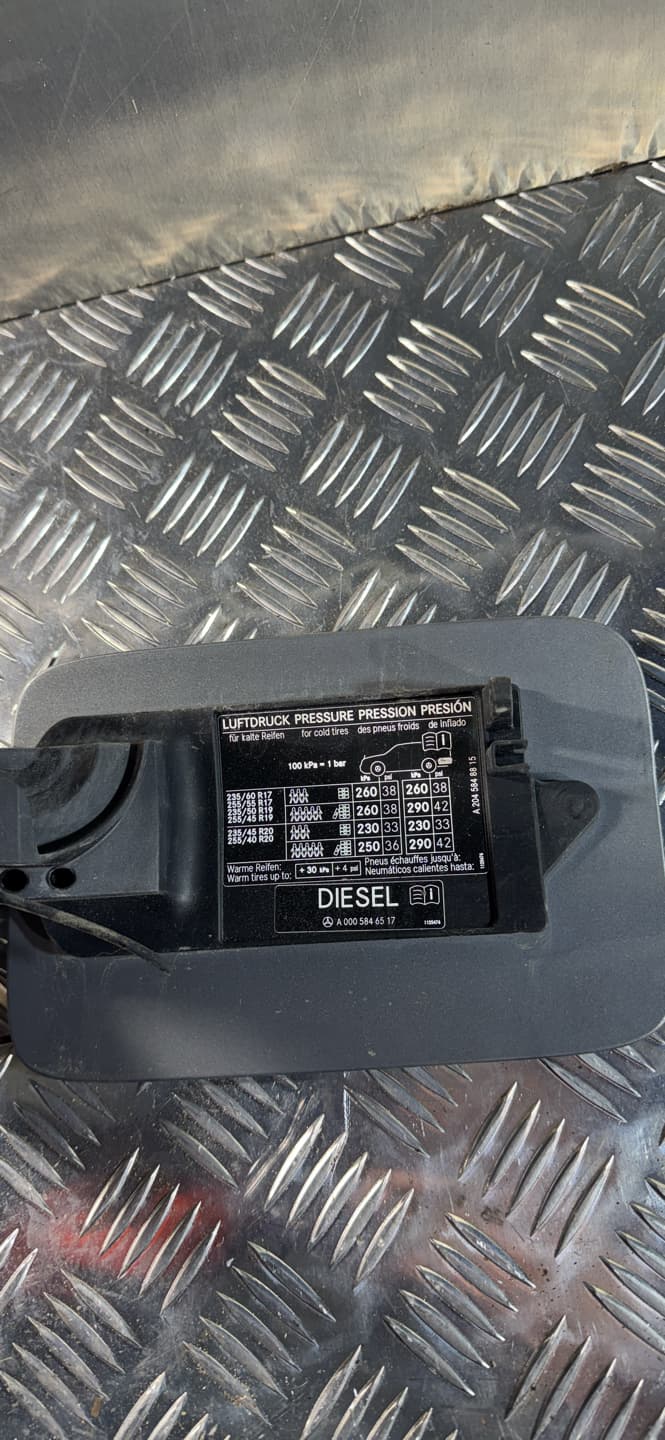 LUFTDRUCK PRESSURE PRESSION PRESIÓN
für kalte Reifen for cold tires des pneus froids de Inflado
100 kPa = 1 bar
kPa psi kPa psi
235/60 R17
255/55 R17
235/50 R19
255/45 R19
260 38 260 38
260 38 290 42
235/45 R20
255/40 R20
230 33 230 33
250 36 290 42
Warme Reifen: Pneus échauffes jusqu'à:
Warm tires up to: + 30 kPa + 4 psi Neumáticos calientes hasta:
A 204 584 88 15
DIESEL
A 000 584 65 17